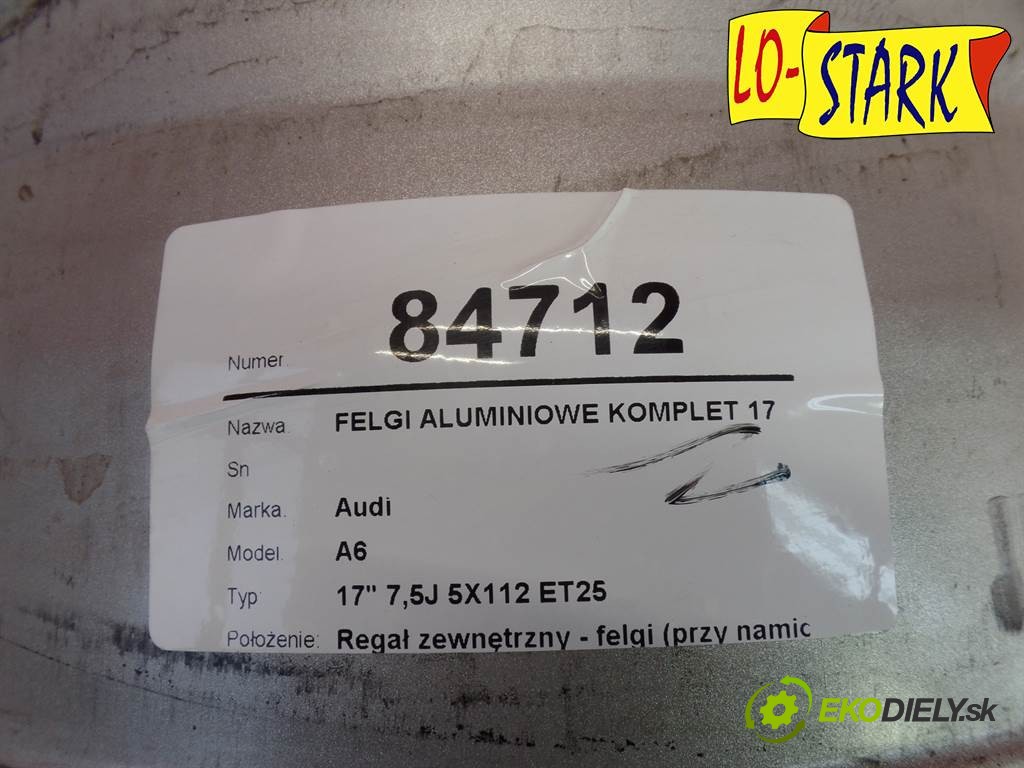 LO-
STARK
Numer. 84712
Nazwa. FELGI ALUMINIOWE KOMPLET 17
Sn
Marka. Audi
Model. A6
Typ 17" 7,5J 5X112 ET25
Położenie: Regał zewnętrzny - felgi (przy
EKODIELY.sk